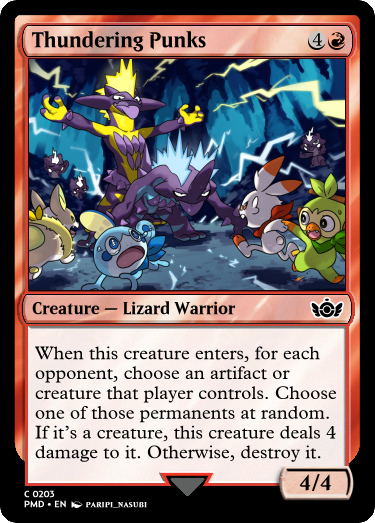 Thundering Punks 4
Creature — Lizard Warrior
When this creature enters, for each
opponent, choose an artifact or
creature that player controls. Choose
one of those permanents at random.
If it's a creature, this creature deals 4
damage to it. Otherwise, destroy it.
4/4
C 0203
PMD • EN PARIPI_NASUBI